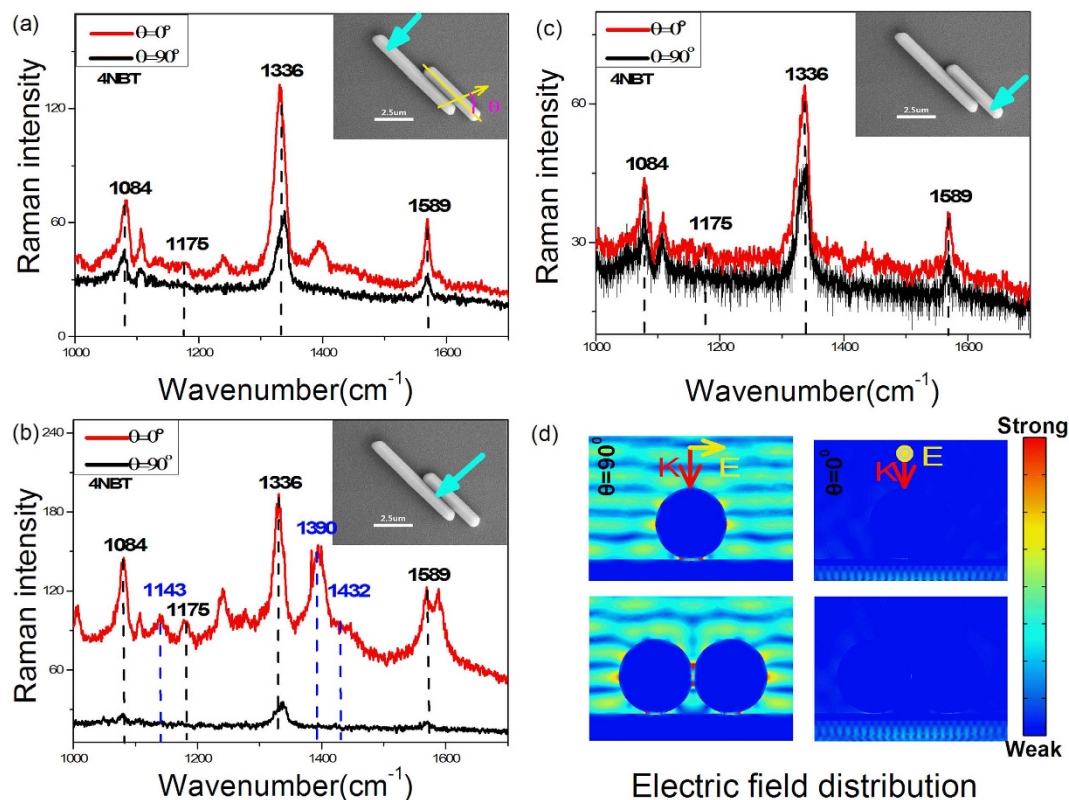 (a)
θ=0°
θ=90°
4NBT
1336
1084
1175
1589
2.5um
θ
120
60
0
1000
1200
1400
1600
Raman intensity
Wavenumber(cm⁻¹)
(c)
θ=0°
θ=90°
4NBT
1336
1084
1175
1589
2.5um
60
30
1000
1200
1400
1600
Raman intensity
Wavenumber(cm⁻¹)
(b)
θ=0°
θ=90°
4NBT
1336
1084
1143
1175
1390
1432
1589
2.5um
240
180
120
60
1000
1200
1400
1600
Raman intensity
Wavenumber(cm⁻¹)
(d)
θ=90°
K
E
θ=0°
K
E
Strong
Weak
Electric field distribution